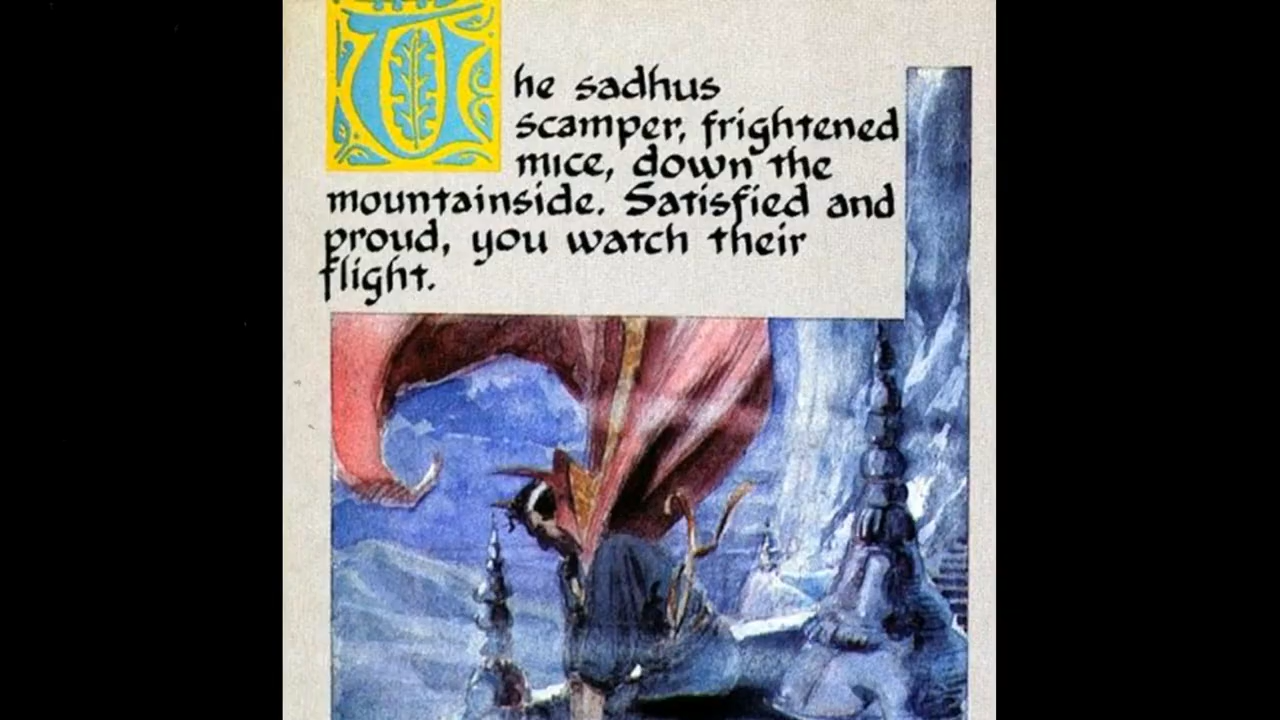 The sadhus
scamper, frightened
mice, down the
mountainside. Satisfied and
proud, you watch their
flight.